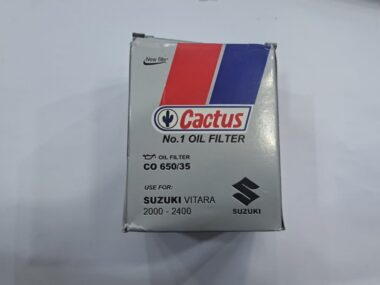 New filter
Cactus
No.1 OIL FILTER
OIL FILTER
CO 650/35
USE FOR:
SUZUKI VITARA
2000 - 2400
SUZUKI